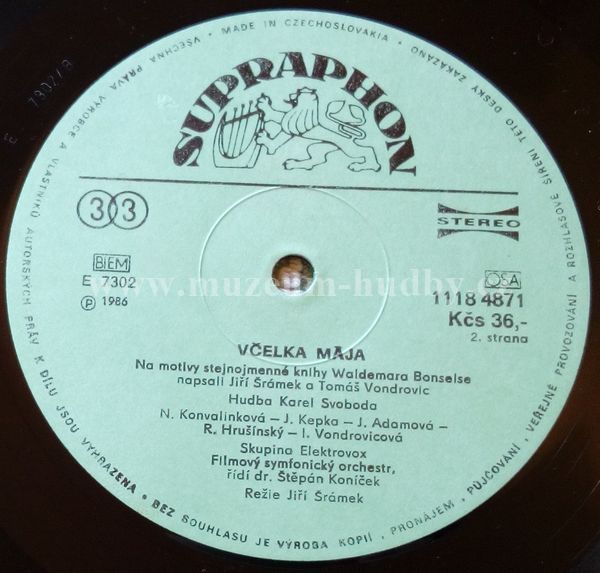 VŠECHNA PRÁVA VÝROBCE A VLASTNÍKŮ AUTORSKÝCH PRÁV K DÍLU JSOU VYHRAZENA • BEZ SOUHLASU JE VÝROBA KOPIÍ, PRONÁJEM, PŮJČOVÁNÍ, VEŘEJNÉ PROVOZOVÁNÍ A ROZHLASOVÉ ŠÍŘENÍ TÉTO DESKY ZAKÁZÁNO • MADE IN CZECHOSLOVAKIA •
SUPRAPHON
33
STEREO
BIEM
E 7302
℗ 1986
OSA
1118 4871
Kčs 36,-
2. strana
www.muzeum-hudby.cz
VČELKA MÁJA
Na motivy stejnojmenné knihy Waldemara Bonselse
napsali Jiří Šrámek a Tomáš Vondrovic
Hudba Karel Svoboda
N. Konvalinková – J. Kepka – J. Adamová –
R. Hrušínský – I. Vondrovicová
Skupina Elektrovox
Filmový symfonický orchestr,
řídí dr. Štěpán Koníček
Režie Jiří Šrámek